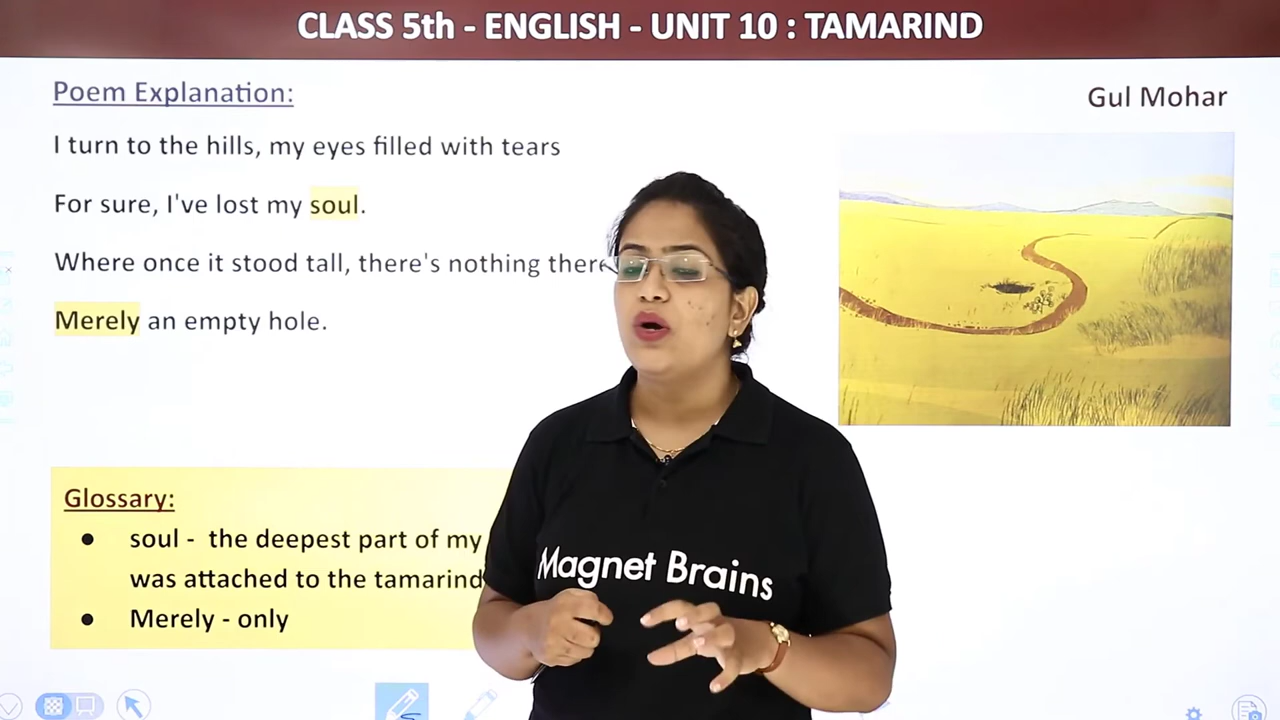 CLASS 5th - ENGLISH - UNIT 10 : TAMARIND
Poem Explanation:
Gul Mohar
I turn to the hills, my eyes filled with tears
For sure, I've lost my soul.
Where once it stood tall, there's nothing there
Merely an empty hole.
Glossary:
● soul - the deepest part of my
was attached to the tamarind
● Merely - only
Magnet Brains